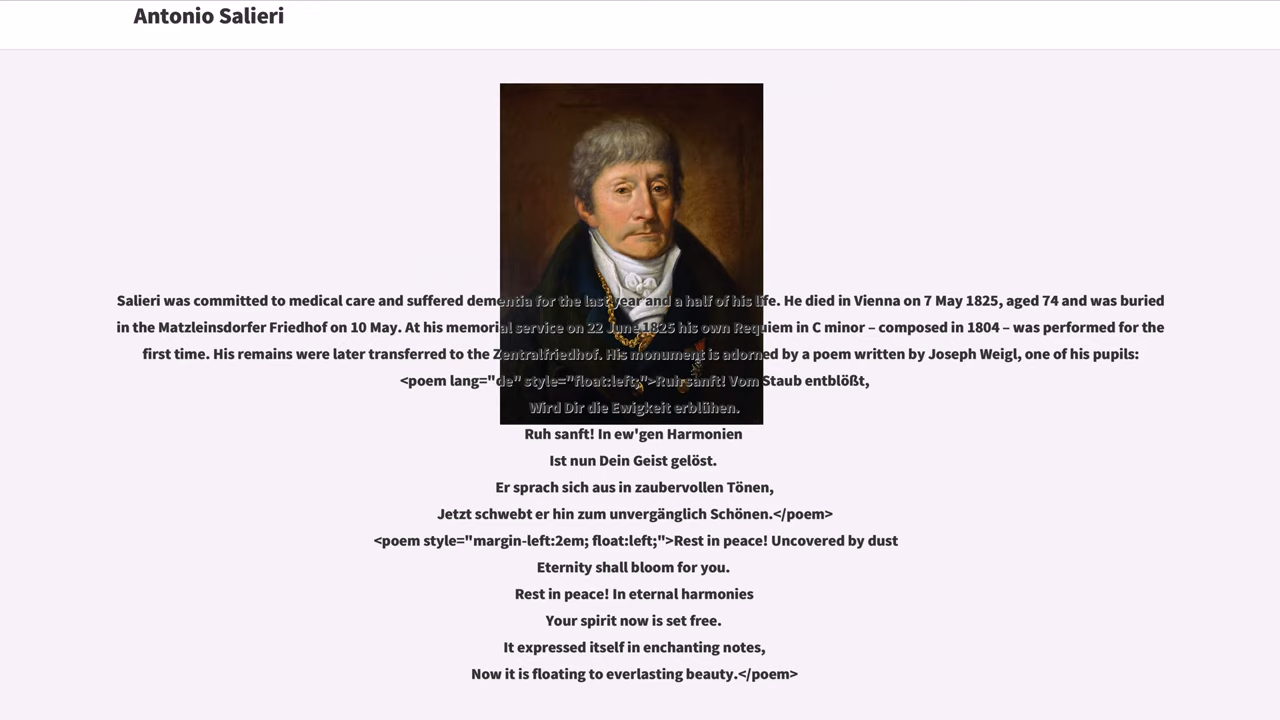 Antonio Salieri
Salieri was committed to medical care and suffered dementia for the last year and a half of his life. He died in Vienna on 7 May 1825, aged 74 and was buried
in the Matzleinsdorfer Friedhof on 10 May. At his memorial service on 22 June 1825 his own Requiem in C minor – composed in 1804 – was performed for the
first time. His remains were later transferred to the Zentralfriedhof. His monument is adorned by a poem written by Joseph Weigl, one of his pupils:
<poem lang="de" style="float:left;">Ruh sanft! Vom Staub entblößt,
Wird Dir die Ewigkeit erblühen.
Ruh sanft! In ew'gen Harmonien
Ist nun Dein Geist gelöst.
Er sprach sich aus in zaubervollen Tönen,
Jetzt schwebt er hin zum unvergänglich Schönen.</poem>
<poem style="margin-left:2em; float:left;">Rest in peace! Uncovered by dust
Eternity shall bloom for you.
Rest in peace! In eternal harmonies
Your spirit now is set free.
It expressed itself in enchanting notes,
Now it is floating to everlasting beauty.</poem>